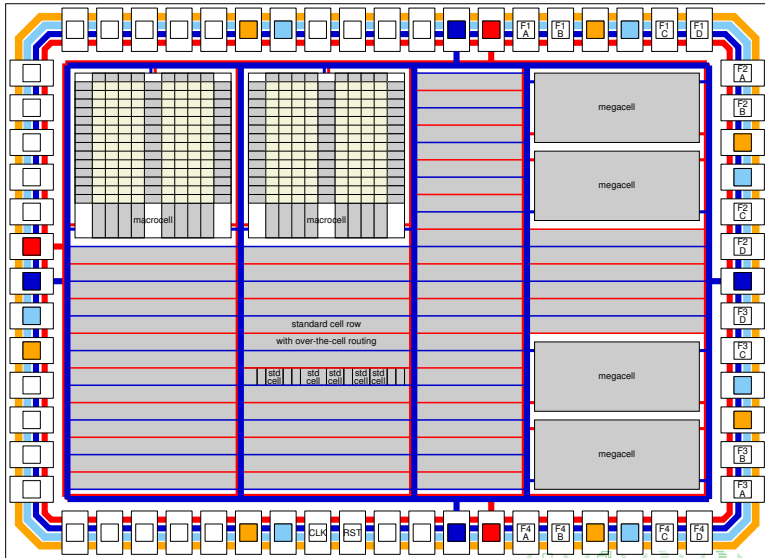 F1 A
F1 B
F1 C
F1 D
F2 A
F2 B
F2 C
F2 D
F3 D
F3 C
F3 B
F3 A
megacell
megacell
macrocell
macrocell
standard cell row
with over-the-cell routing
std cell
std cell
std cell
std cell
std cell
megacell
megacell
CLK
RST
F4 A
F4 B
F4 C
F4 D